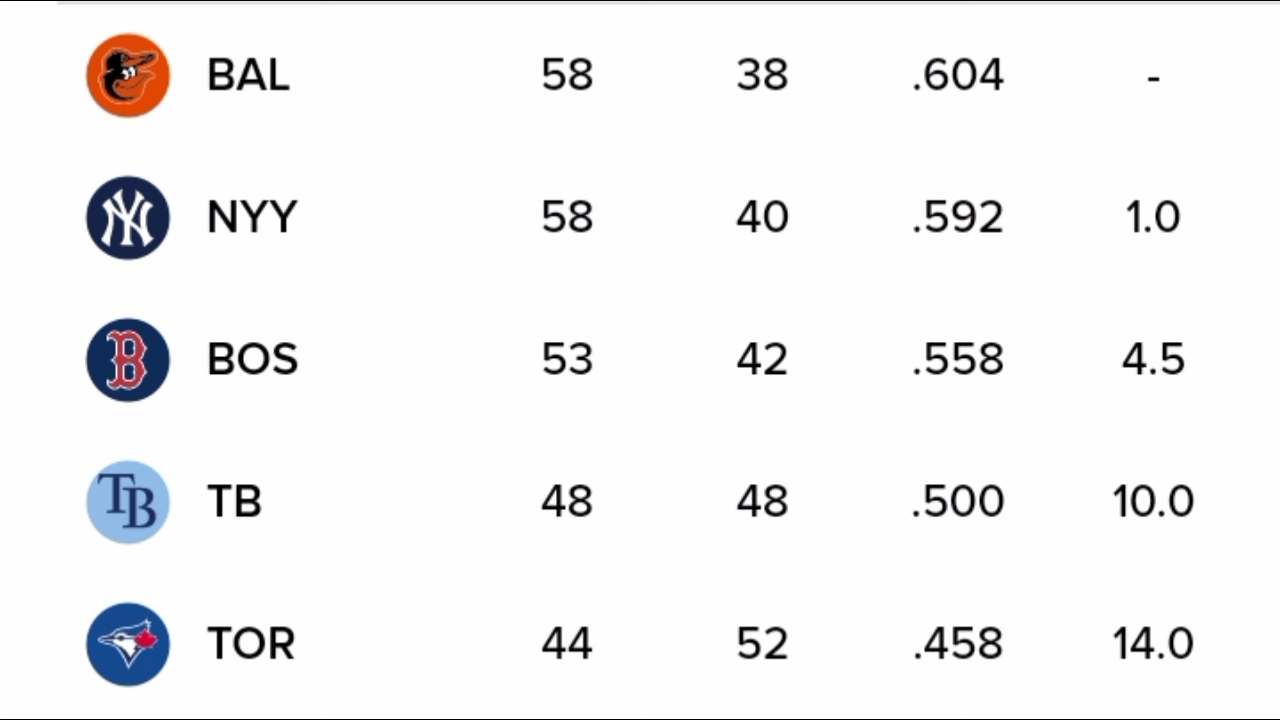 BAL 58 38 .604 -
NYY 58 40 .592 1.0
BOS 53 42 .558 4.5
TB TB 48 48 .500 10.0
TOR 44 52 .458 14.0